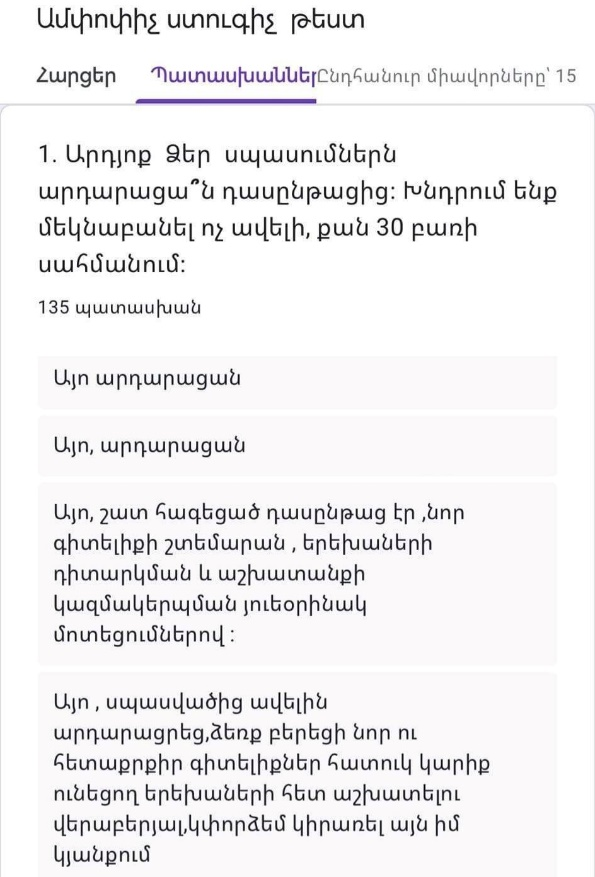 Ամփոփիչ ստուգիչ թեստ
Հարցեր Պատասխաններ Ընդհանուր միավորները՝ 15
1. Արդյոք Ձեր սպասումներն
արդարացա՞ն դասընթացից: Խնդրում ենք
մեկնաբանել ոչ ավելի, քան 30 բառի
սահմանում:
135 պատասխան
Այո արդարացան
Այո, արդարացան
Այո, շատ հագեցած դասընթաց էր ,նոր
գիտելիքի շտեմարան , երեխաների
դիտարկման և աշխատանքի
կազմակերպման յուեօրինակ
մոտեցումներով :
Այո , սպասվածից ավելին
արդարացրեց,ձեռք բերեցի նոր ու
հետաքրքիր գիտելիքներ հատուկ կարիք
ունեցող երեխաների հետ աշխատելու
վերաբերյալ,կփորձեմ կիրառել այն իմ
կյանքում